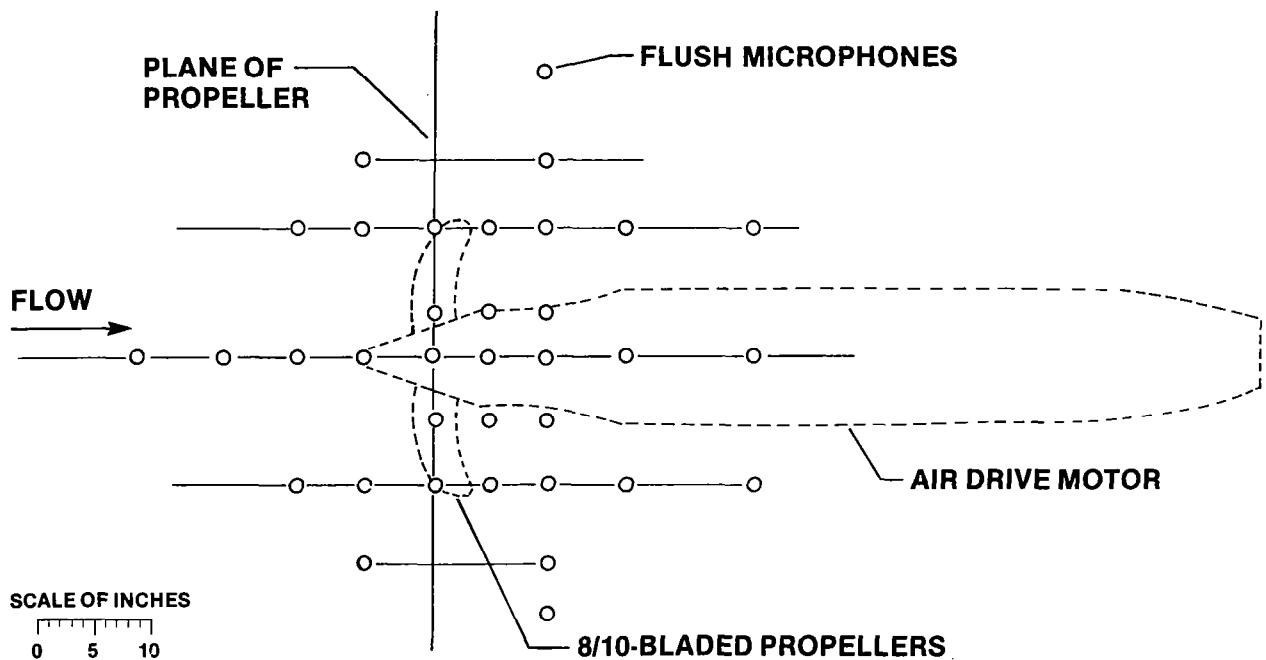 PLANE OF
PROPELLER
FLUSH MICROPHONES
FLOW
AIR DRIVE MOTOR
SCALE OF INCHES
0 5 10
8/10-BLADED PROPELLERS